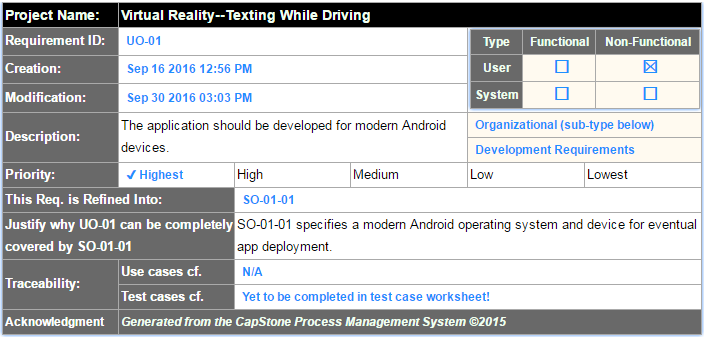 Project Name: Virtual Reality--Texting While Driving
Requirement ID: UO-01
Type Functional Non-Functional
Creation: Sep 16 2016 12:56 PM
User
Modification: Sep 30 2016 03:03 PM
System
Description: The application should be developed for modern Android
devices.
Organizational (sub-type below)
Development Requirements
Priority: ✓ Highest High Medium Low Lowest
This Req. is Refined Into: SO-01-01
Justify why UO-01 can be completely
covered by SO-01-01
SO-01-01 specifies a modern Android operating system and device for eventual
app deployment.
Traceability:
Use cases cf. N/A
Test cases cf. Yet to be completed in test case worksheet!
Acknowledgment Generated from the CapStone Process Management System ©2015